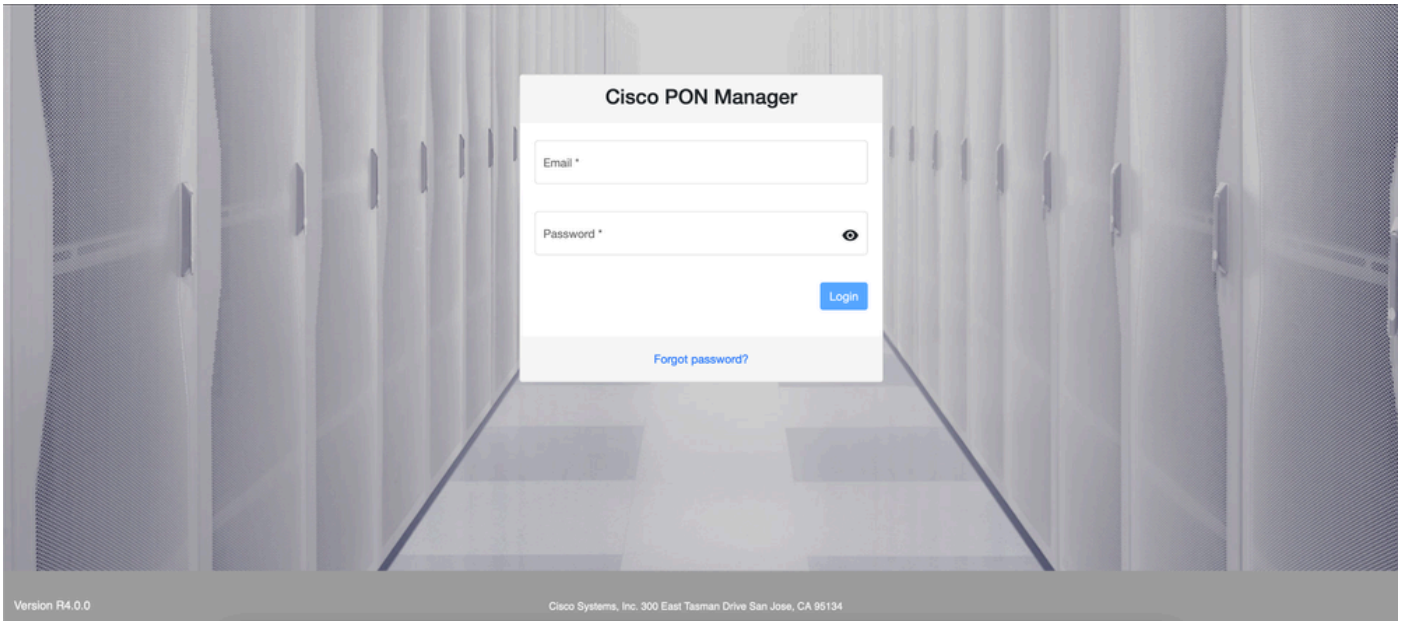 Cisco PON Manager
Email *
Password *
Login
Forgot password?
Version R4.0.0
Cisco Systems, Inc. 300 East Tasman Drive San Jose, CA 95134